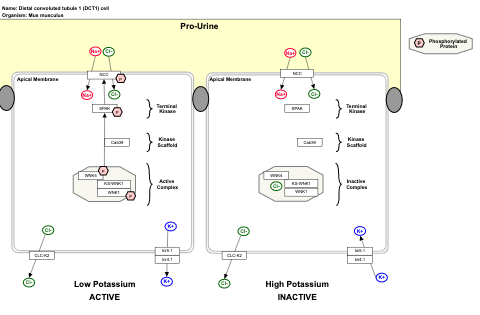 Name: Distal convoluted tubule 1 (DCT1) cell
Organism: Mus musculus
Pro-Urine
P
Phosphorylated
Protein
Na+
Cl-
NCC
P
Apical Membrane
Na+
Cl-
SPAK
P
Terminal
Kinase
Cab39
Kinase
Scaffold
P
WNK4
KS-WNK1
WNK1
P
Active
Complex
Cl-
K+
CLC-K2
kir5.1
kir4.1
Cl-
K+
Low Potassium
ACTIVE
Na+
Cl-
NCC
Apical Membrane
Na+
Cl-
SPAK
Terminal
Kinase
Cab39
Kinase
Scaffold
WNK4
Cl-
KS-WNK1
WNK1
Inactive
Complex
Cl-
K+
CLC-K2
kir5.1
kir4.1
Cl-
K+
High Potassium
INACTIVE